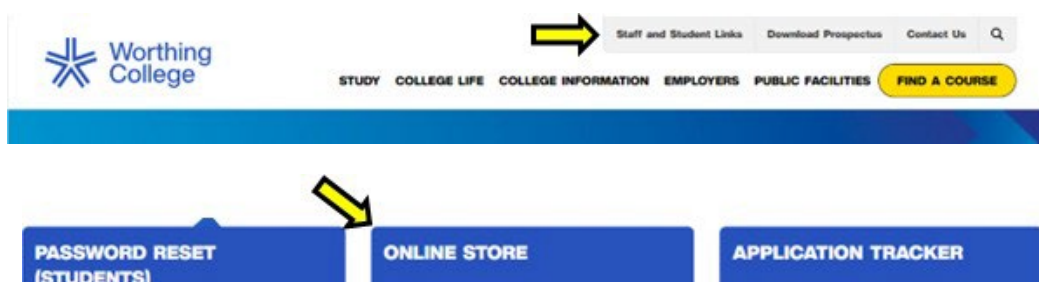 Worthing
College
Staff and Student Links Download Prospectus Contact Us
STUDY COLLEGE LIFE COLLEGE INFORMATION EMPLOYERS PUBLIC FACILITIES FIND A COURSE
PASSWORD RESET
(STUDENTS)
ONLINE STORE
APPLICATION TRACKER